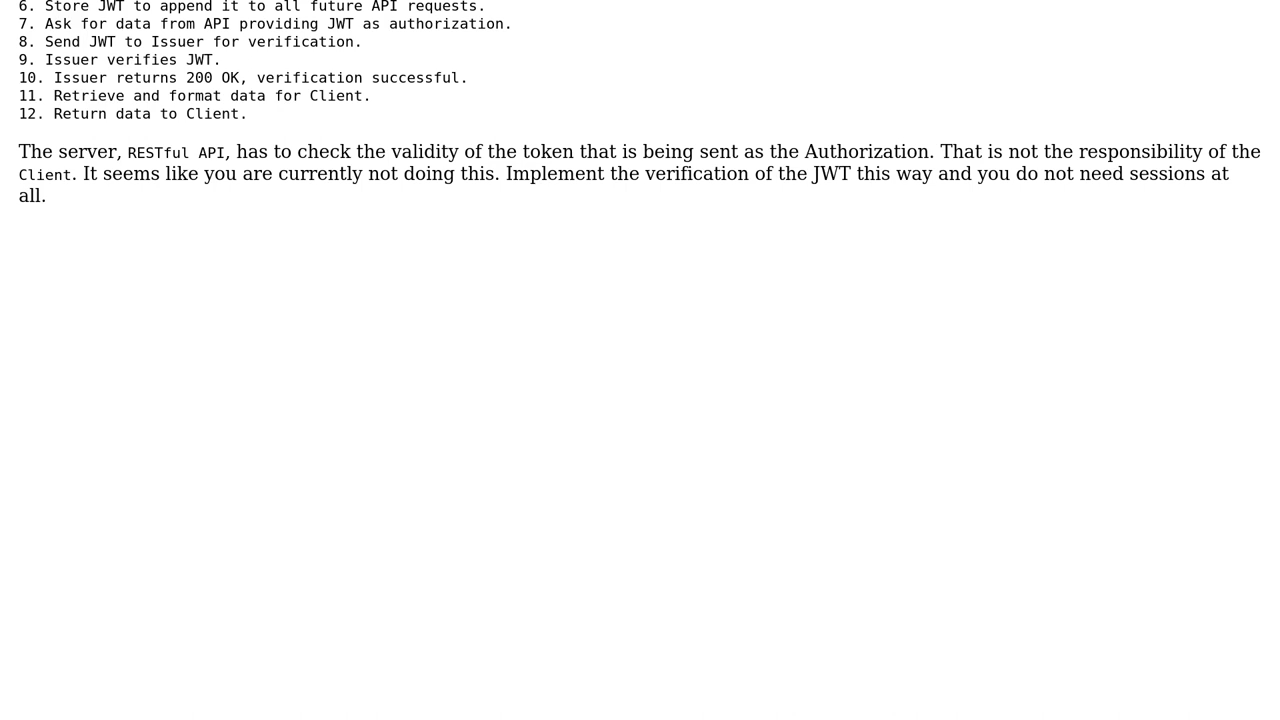 6. Store JWT to append it to all future API requests.
7. Ask for data from API providing JWT as authorization.
8. Send JWT to Issuer for verification.
9. Issuer verifies JWT.
10. Issuer returns 200 OK, verification successful.
11. Retrieve and format data for Client.
12. Return data to Client.
The server, RESTful API, has to check the validity of the token that is being sent as the Authorization. That is not the responsibility of the
Client. It seems like you are currently not doing this. Implement the verification of the JWT this way and you do not need sessions at
all.